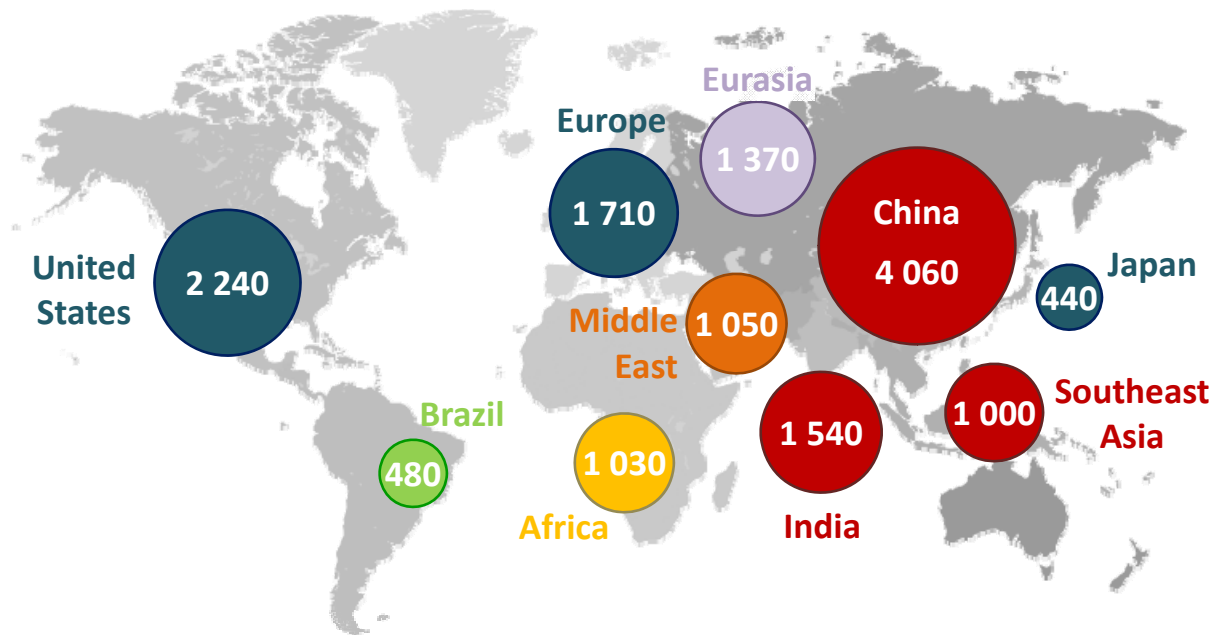 Eurasia
1 370
Europe
1 710
China
4 060
United
States
2 240
Japan
440
Middle
East
1 050
Brazil
480
Africa
1 030
India
1 540
Southeast
Asia
1 000